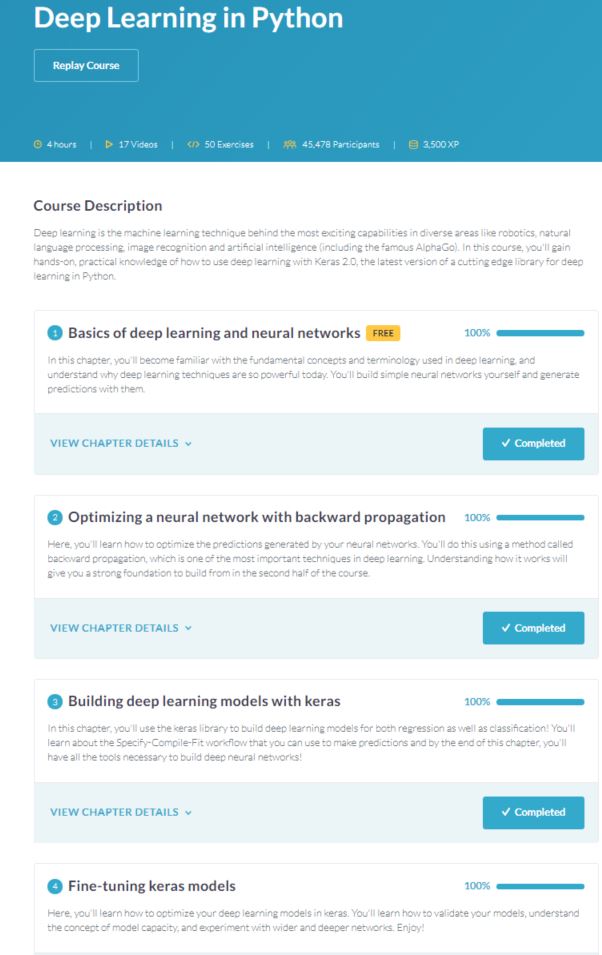 Deep Learning in Python
Replay Course
4 hours | 17 Videos | 50 Exercises | 45,478 Participants | 3,500 XP
Course Description
Deep learning is the machine learning technique behind the most exciting capabilities in diverse areas like robotics, natural
language processing, image recognition and artificial intelligence (including the famous AlphaGo). In this course, you'll gain
hands-on, practical knowledge of how to use deep learning with Keras 2.0, the latest version of a cutting edge library for deep
learning in Python.
1 Basics of deep learning and neural networks FREE 100%
In this chapter, you'll become familiar with the fundamental concepts and terminology used in deep learning, and
understand why deep learning techniques are so powerful today. You'll build simple neural networks yourself and generate
predictions with them.
VIEW CHAPTER DETAILS Completed
2 Optimizing a neural network with backward propagation 100%
Here, you'll learn how to optimize the predictions generated by your neural networks. You'll do this using a method called
backward propagation, which is one of the most important techniques in deep learning. Understanding how it works will
give you a strong foundation to build from in the second half of the course.
VIEW CHAPTER DETAILS Completed
3 Building deep learning models with keras 100%
In this chapter, you'll use the keras library to build deep learning models for both regression as well as classification! You'll
learn about the Specify-Compile-Fit workflow that you can use to make predictions and by the end of this chapter, you'll
have all the tools necessary to build deep neural networks!
VIEW CHAPTER DETAILS Completed
4 Fine-tuning keras models 100%
Here, you'll learn how to optimize your deep learning models in keras. You'll learn how to validate your models, understand
the concept of model capacity, and experiment with wider and deeper networks. Enjoy!